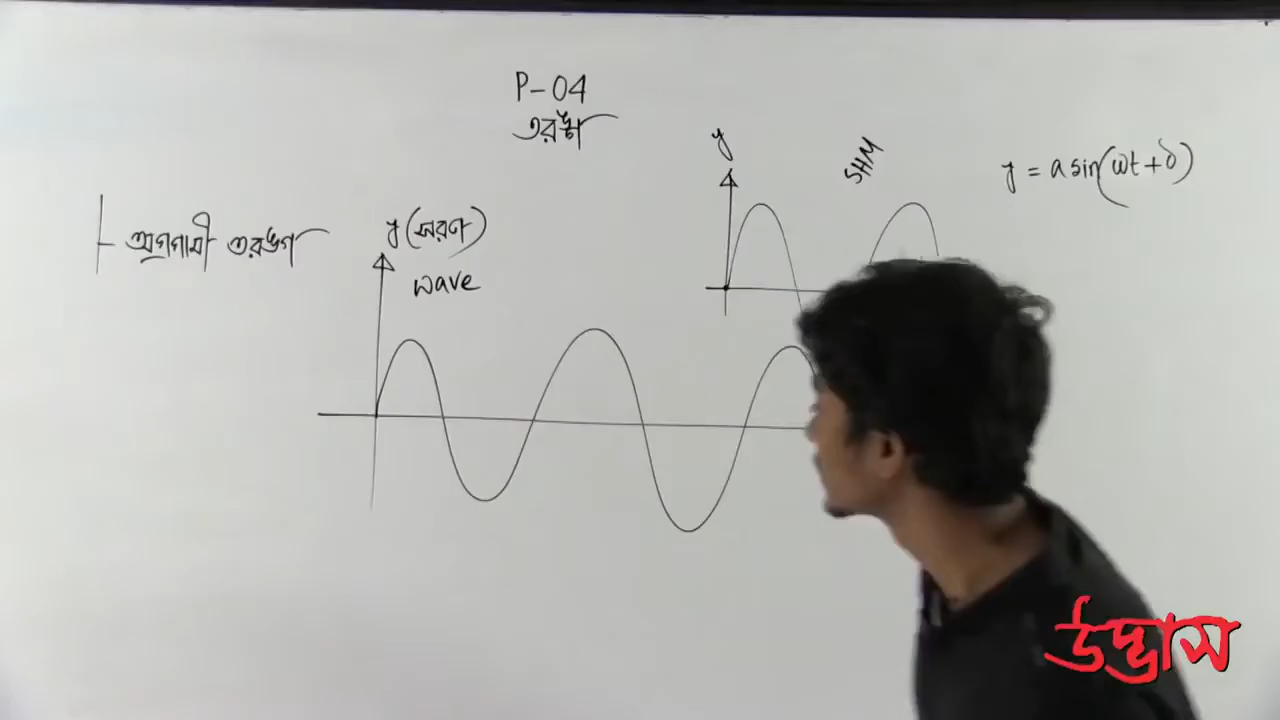 P-04
তরঙ্গ
অগ্রগামী তরঙ্গ
y (সরণ)
wave
y
SHM
y = a sin(ωt+δ)
উদ্ভাস